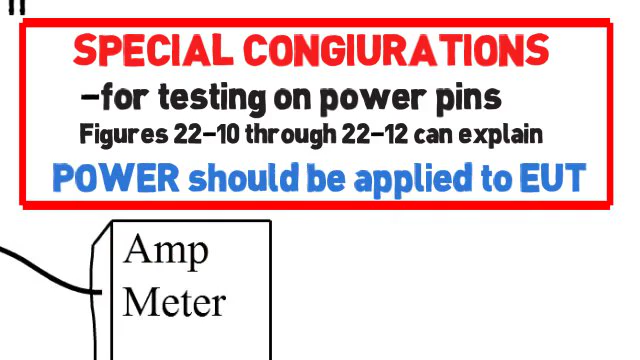 SPECIAL CONGIURATIONS
-for testing on power pins
Figures 22-10 through 22-12 can explain
POWER should be applied to EUT
Amp
Meter